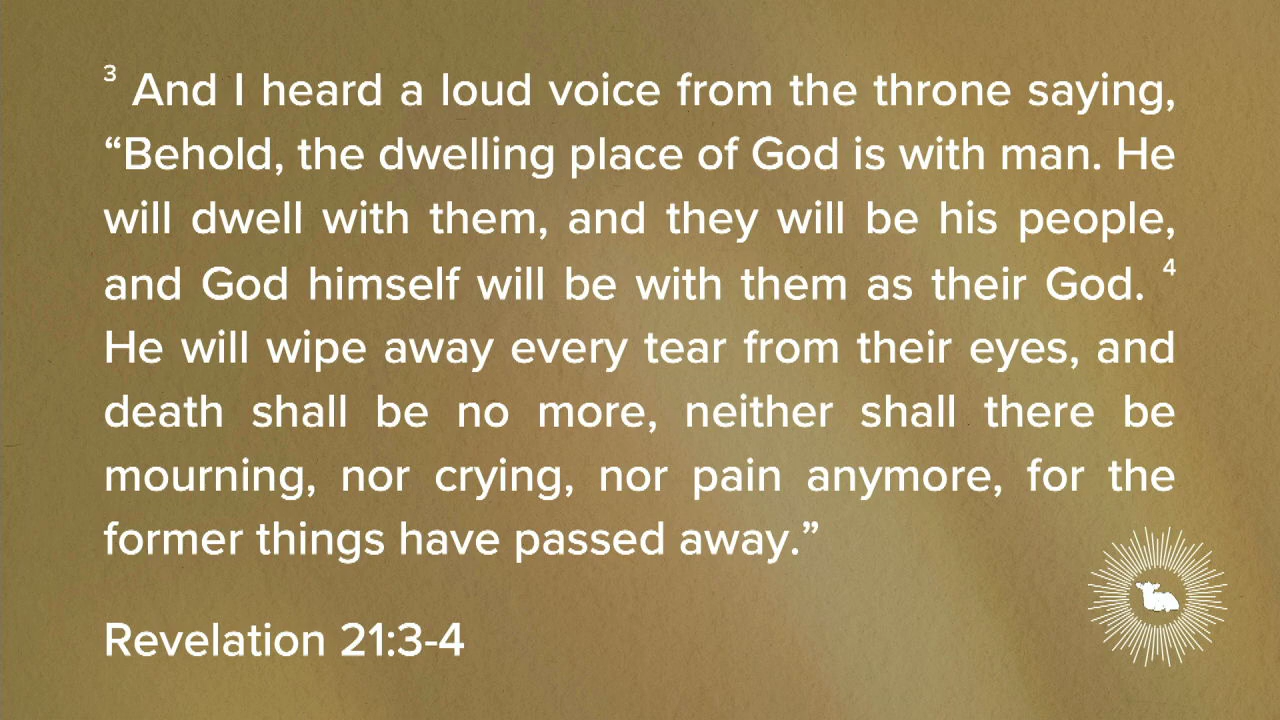 ³ And I heard a loud voice from the throne saying,
“Behold, the dwelling place of God is with man. He
will dwell with them, and they will be his people,
and God himself will be with them as their God. ⁴
He will wipe away every tear from their eyes, and
death shall be no more, neither shall there be
mourning, nor crying, nor pain anymore, for the
former things have passed away.”
Revelation 21:3-4